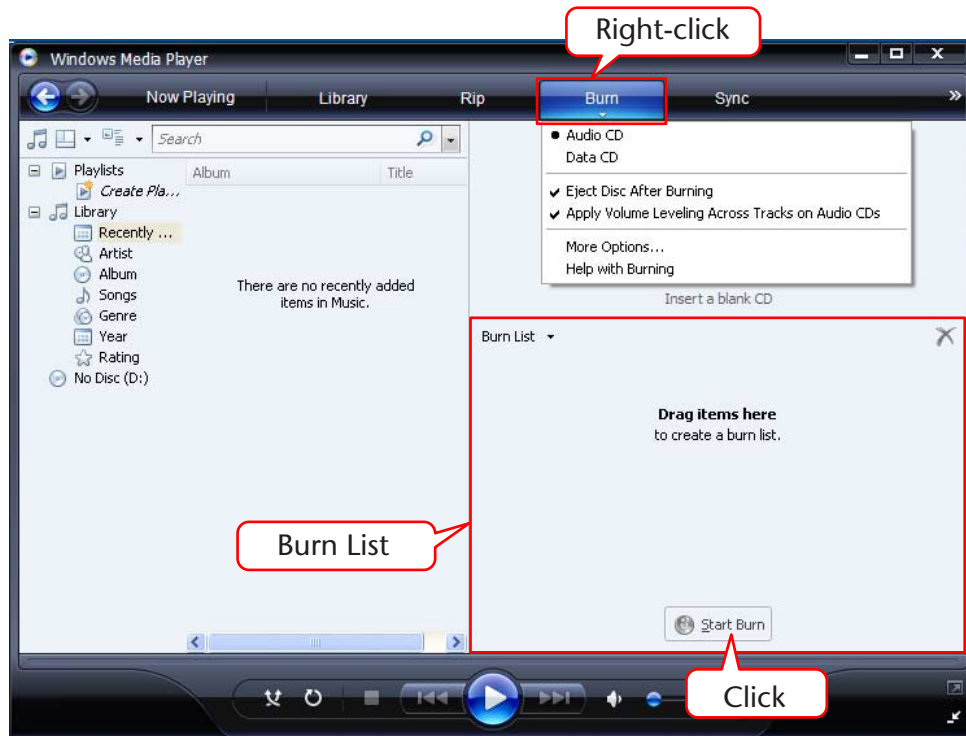 Right-click
Windows Media Player
Now Playing
Library
Rip
Burn
Sync
»
Search
Playlists
Create Pla...
Library
Recently ...
Artist
Album
Songs
Genre
Year
Rating
No Disc (D:)
Album
Title
There are no recently added
items in Music.
Audio CD
Data CD
Eject Disc After Burning
Apply Volume Leveling Across Tracks on Audio CDs
More Options...
Help with Burning
Insert a blank CD
Burn List
Drag items here
to create a burn list.
Burn List
Start Burn
Click